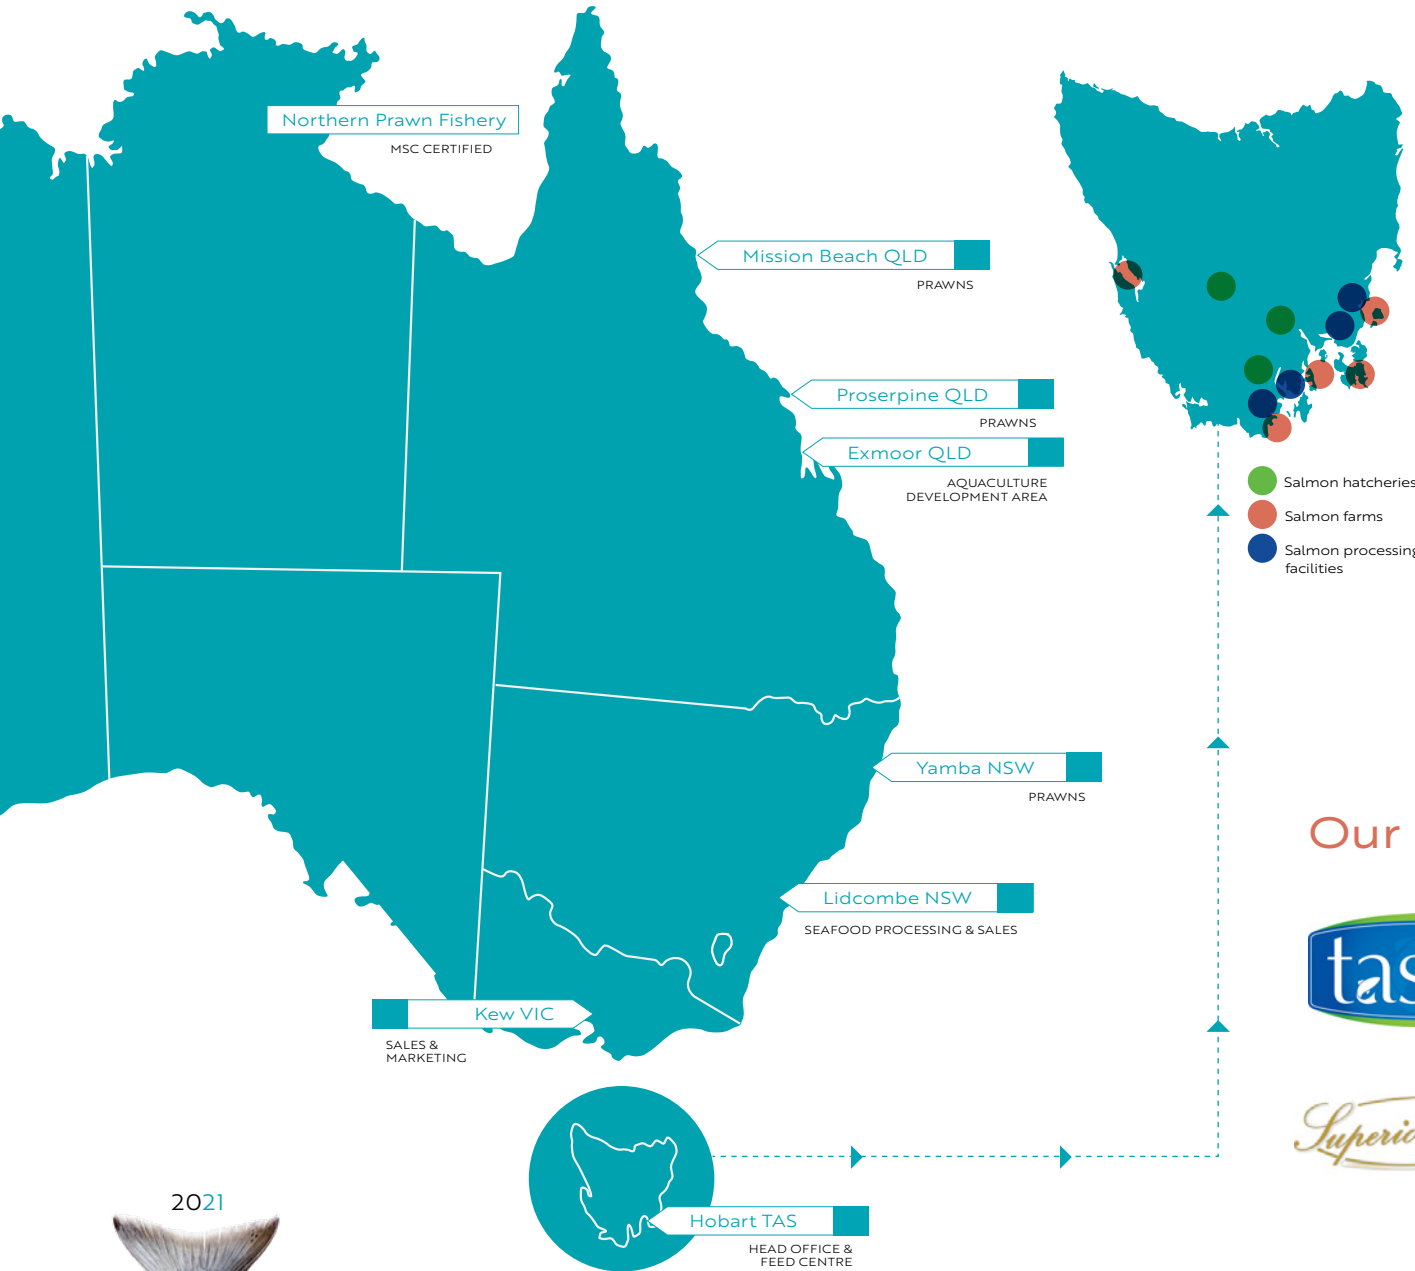 Northern Prawn Fishery
MSC CERTIFIED
Mission Beach QLD
PRAWNS
Proserpine QLD
PRAWNS
Exmoor QLD
AQUACULTURE
DEVELOPMENT AREA
Salmon hatcheries
Salmon farms
Salmon processing
facilities
Yamba NSW
PRAWNS
Our
Lidcombe NSW
SEAFOOD PROCESSING & SALES
tas
Kew VIC
SALES &
MARKETING
Superio
2021
Hobart TAS
HEAD OFFICE &
FEED CENTRE